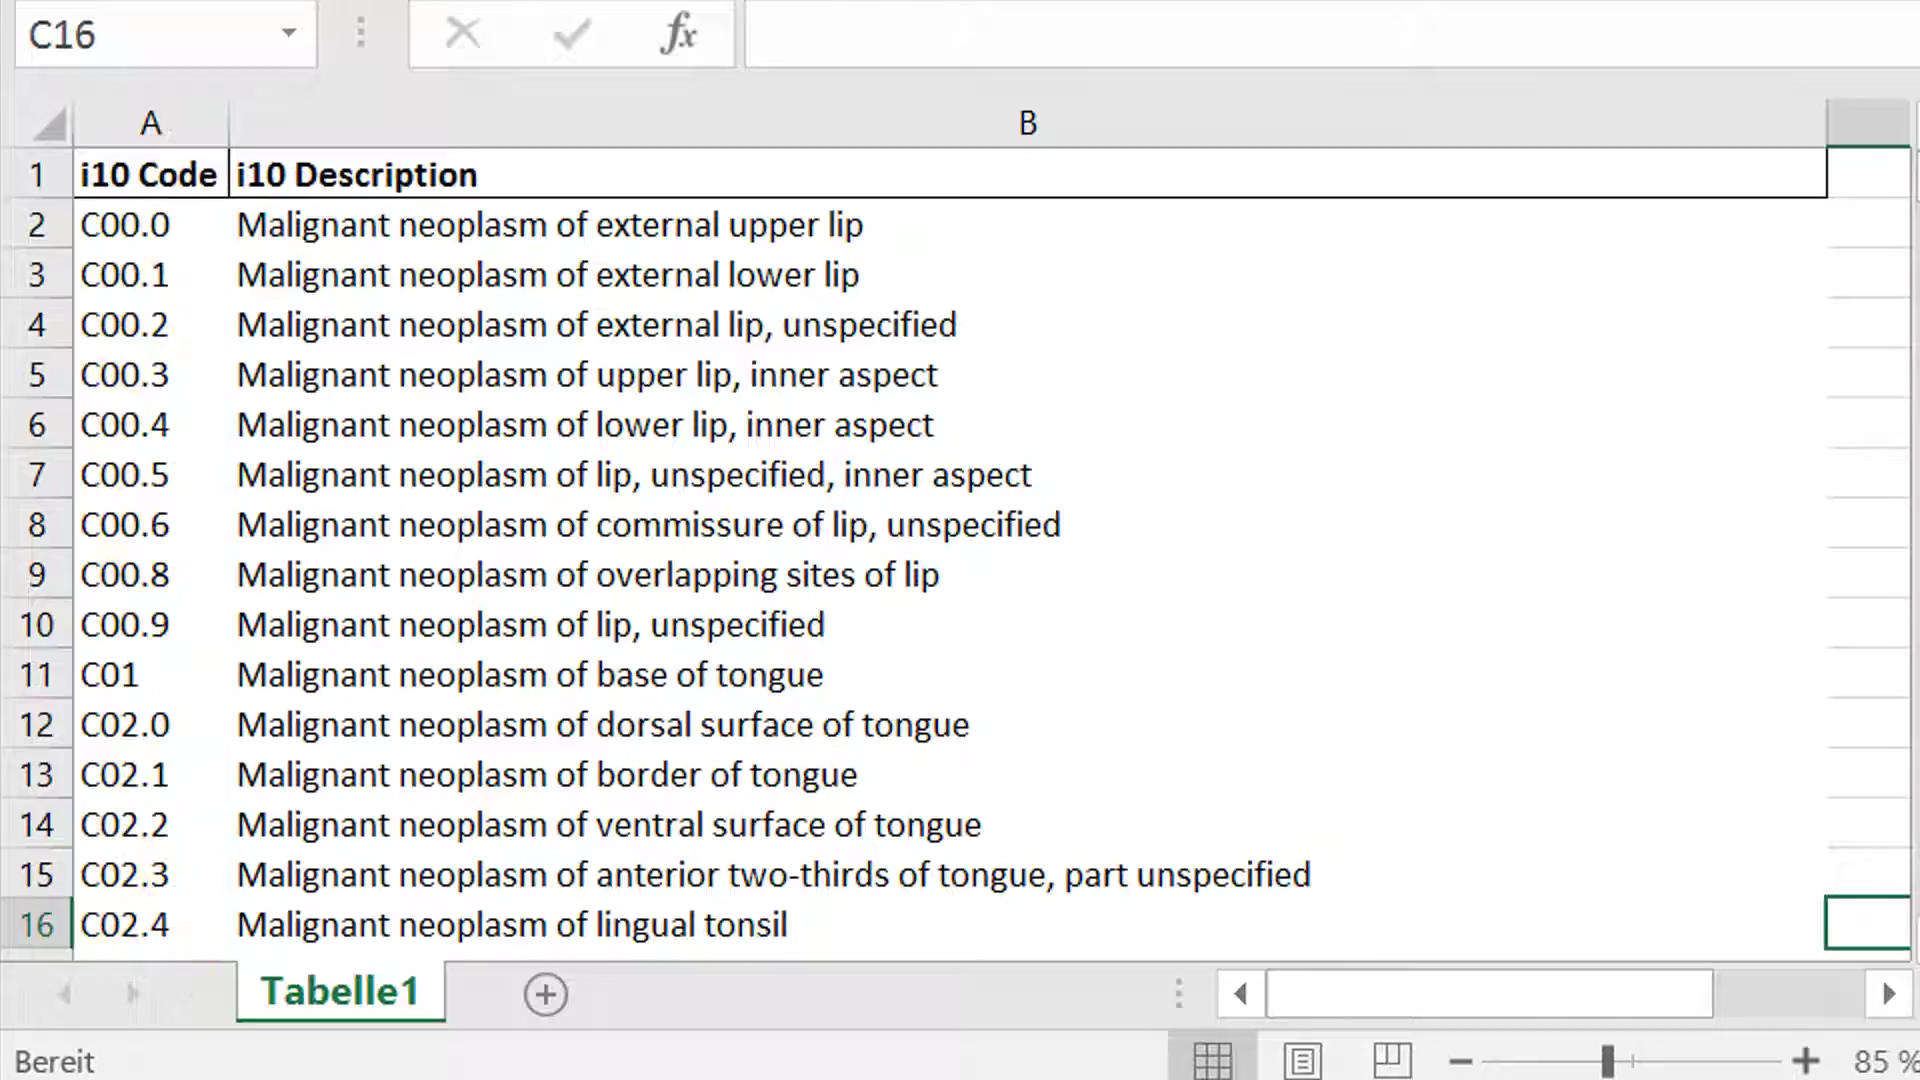 C16
fx
A B
1 i10 Code i10 Description
2 C00.0 Malignant neoplasm of external upper lip
3 C00.1 Malignant neoplasm of external lower lip
4 C00.2 Malignant neoplasm of external lip, unspecified
5 C00.3 Malignant neoplasm of upper lip, inner aspect
6 C00.4 Malignant neoplasm of lower lip, inner aspect
7 C00.5 Malignant neoplasm of lip, unspecified, inner aspect
8 C00.6 Malignant neoplasm of commissure of lip, unspecified
9 C00.8 Malignant neoplasm of overlapping sites of lip
10 C00.9 Malignant neoplasm of lip, unspecified
11 C01 Malignant neoplasm of base of tongue
12 C02.0 Malignant neoplasm of dorsal surface of tongue
13 C02.1 Malignant neoplasm of border of tongue
14 C02.2 Malignant neoplasm of ventral surface of tongue
15 C02.3 Malignant neoplasm of anterior two-thirds of tongue, part unspecified
16 C02.4 Malignant neoplasm of lingual tonsil
Tabelle1
Bereit 85 %